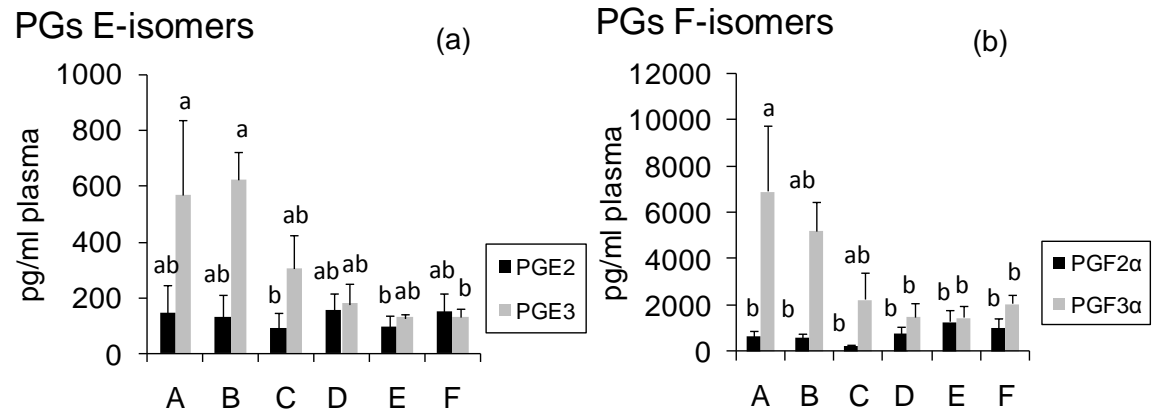 PGs E-isomers
(a)
1000
800
600
400
200
0
pg/ml plasma
ab a ab a b ab ab ab b ab ab b
A B C D E F
PGE2
PGE3
PGs F-isomers
(b)
12000
10000
8000
6000
4000
2000
0
pg/ml plasma
b a b ab b ab b b b b b b
A B C D E F
PGF2α
PGF3α